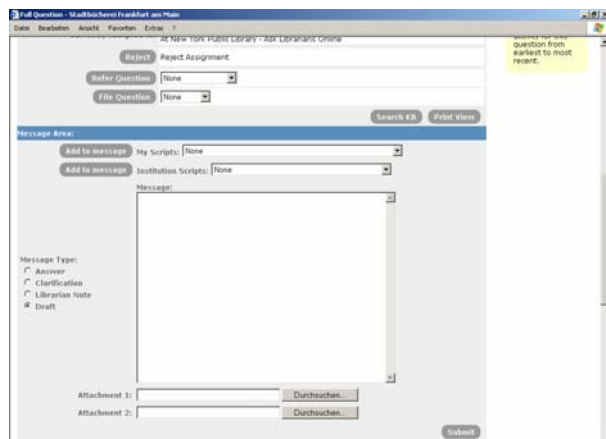 Full Question - Stadtbücherei Frankfurt am Main
Datei Bearbeiten Ansicht Favoriten Extras ?
At New York Public Library - Ask Librarians Online
question from
earliest to most
recent.
Reject Reject Assignment
Refer Question None
File Question None
Search KB Print View
Message Area:
Add to message My Scripts: None
Add to message Institution Scripts: None
Message:
Message Type:
Answer
Clarification
Librarian Note
Draft
Attachment 1: Durchsuchen...
Attachment 2: Durchsuchen...
Submit